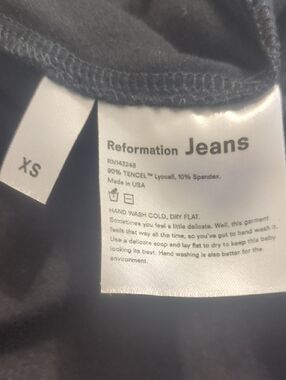 XS
Reformation Jeans
RN143248
90% TENCEL™ Lyocell, 10% Spandex.
Made in USA
HAND WASH COLD, DRY FLAT.
Sometimes you feel a little delicate. Well, this garment
feels that way all the time, so you've got to hand wash it.
Use a delicate soap and lay flat to dry to keep this baby
looking its best. Hand washing is also better for the
environment.